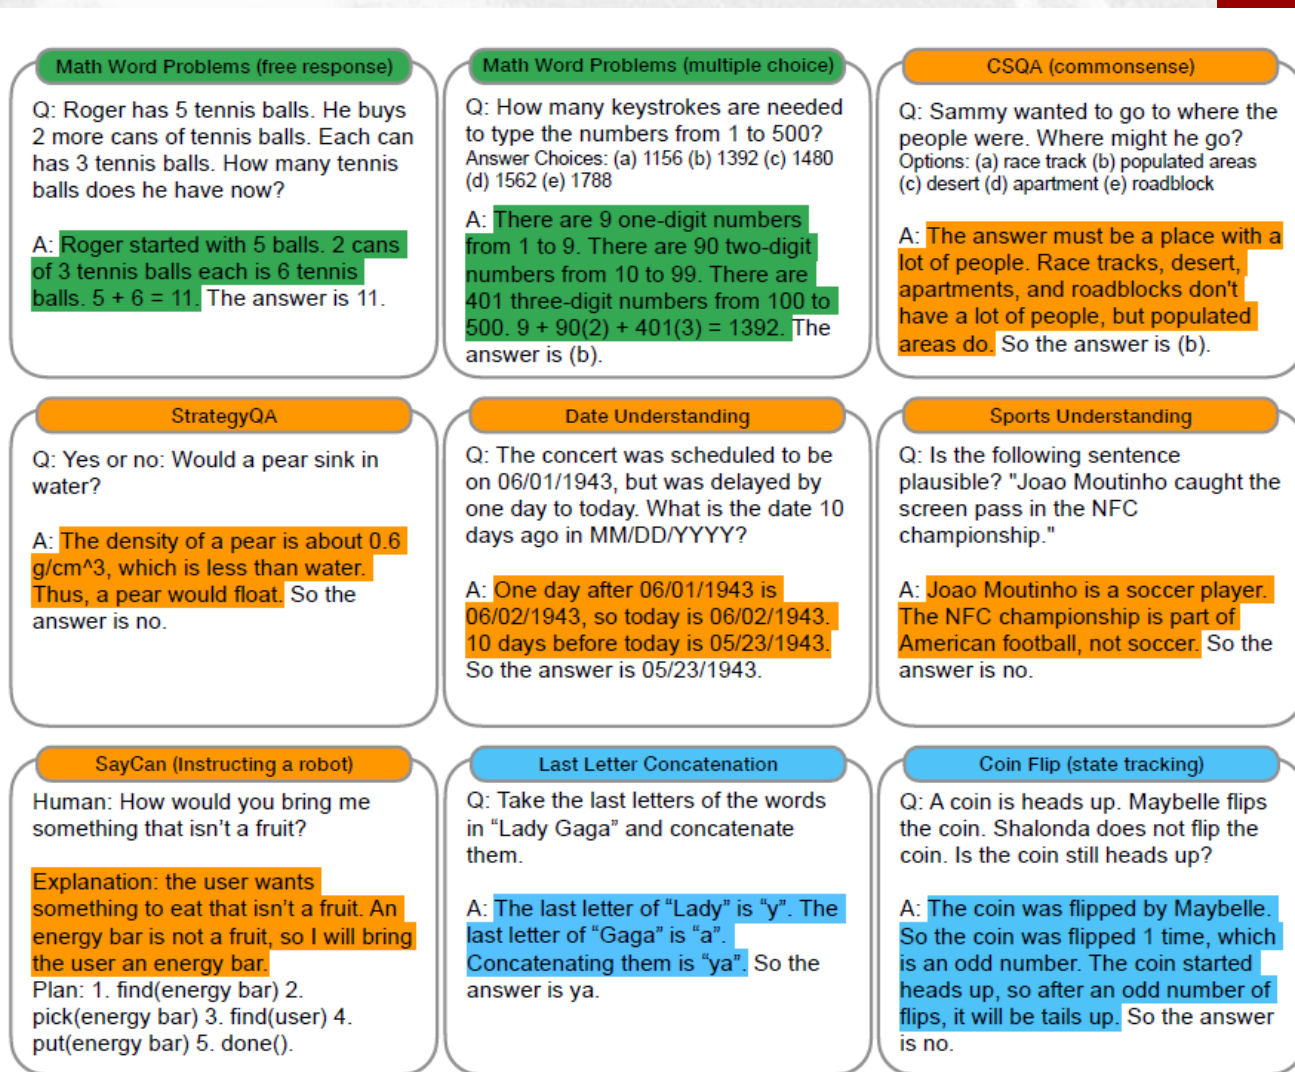 Math Word Problems (free response)
Q: Roger has 5 tennis balls. He buys
2 more cans of tennis balls. Each can
has 3 tennis balls. How many tennis
balls does he have now?
A: Roger started with 5 balls. 2 cans
of 3 tennis balls each is 6 tennis
balls. 5 + 6 = 11. The answer is 11.
Math Word Problems (multiple choice)
Q: How many keystrokes are needed
to type the numbers from 1 to 500?
Answer Choices: (a) 1156 (b) 1392 (c) 1480
(d) 1562 (e) 1788
A: There are 9 one-digit numbers
from 1 to 9. There are 90 two-digit
numbers from 10 to 99. There are
401 three-digit numbers from 100 to
500. 9 + 90(2) + 401(3) = 1392. The
answer is (b).
CSQA (commonsense)
Q: Sammy wanted to go to where the
people were. Where might he go?
Options: (a) race track (b) populated areas
(c) desert (d) apartment (e) roadblock
A: The answer must be a place with a
lot of people. Race tracks, desert,
apartments, and roadblocks don't
have a lot of people, but populated
areas do. So the answer is (b).
StrategyQA
Q: Yes or no: Would a pear sink in
water?
A: The density of a pear is about 0.6
g/cm^3, which is less than water.
Thus, a pear would float. So the
answer is no.
Date Understanding
Q: The concert was scheduled to be
on 06/01/1943, but was delayed by
one day to today. What is the date 10
days ago in MM/DD/YYYY?
A: One day after 06/01/1943 is
06/02/1943, so today is 06/02/1943.
10 days before today is 05/23/1943.
So the answer is 05/23/1943.
Sports Understanding
Q: Is the following sentence
plausible? "Joao Moutinho caught the
screen pass in the NFC
championship."
A: Joao Moutinho is a soccer player.
The NFC championship is part of
American football, not soccer. So the
answer is no.
SayCan (Instructing a robot)
Human: How would you bring me
something that isn’t a fruit?
Explanation: the user wants
something to eat that isn’t a fruit. An
energy bar is not a fruit, so I will bring
the user an energy bar.
Plan: 1. find(energy bar) 2.
pick(energy bar) 3. find(user) 4.
put(energy bar) 5. done().
Last Letter Concatenation
Q: Take the last letters of the words
in “Lady Gaga” and concatenate
them.
A: The last letter of “Lady” is “y”. The
last letter of “Gaga” is “a”.
Concatenating them is “ya”. So the
answer is ya.
Coin Flip (state tracking)
Q: A coin is heads up. Maybelle flips
the coin. Shalonda does not flip the
coin. Is the coin still heads up?
A: The coin was flipped by Maybelle.
So the coin was flipped 1 time, which
is an odd number. The coin started
heads up, so after an odd number of
flips, it will be tails up. So the answer
is no.